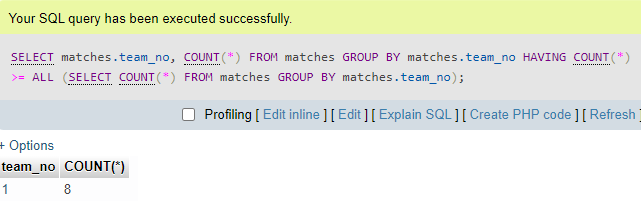 Your SQL query has been executed successfully.
SELECT matches.team_no, COUNT(*) FROM matches GROUP BY matches.team_no HAVING COUNT(*)
>= ALL (SELECT COUNT(*) FROM matches GROUP BY matches.team_no);
Profiling [ Edit inline ] [ Edit ] [ Explain SQL ] [ Create PHP code ] [ Refresh ]
+ Options
team_no COUNT(*)
1 8